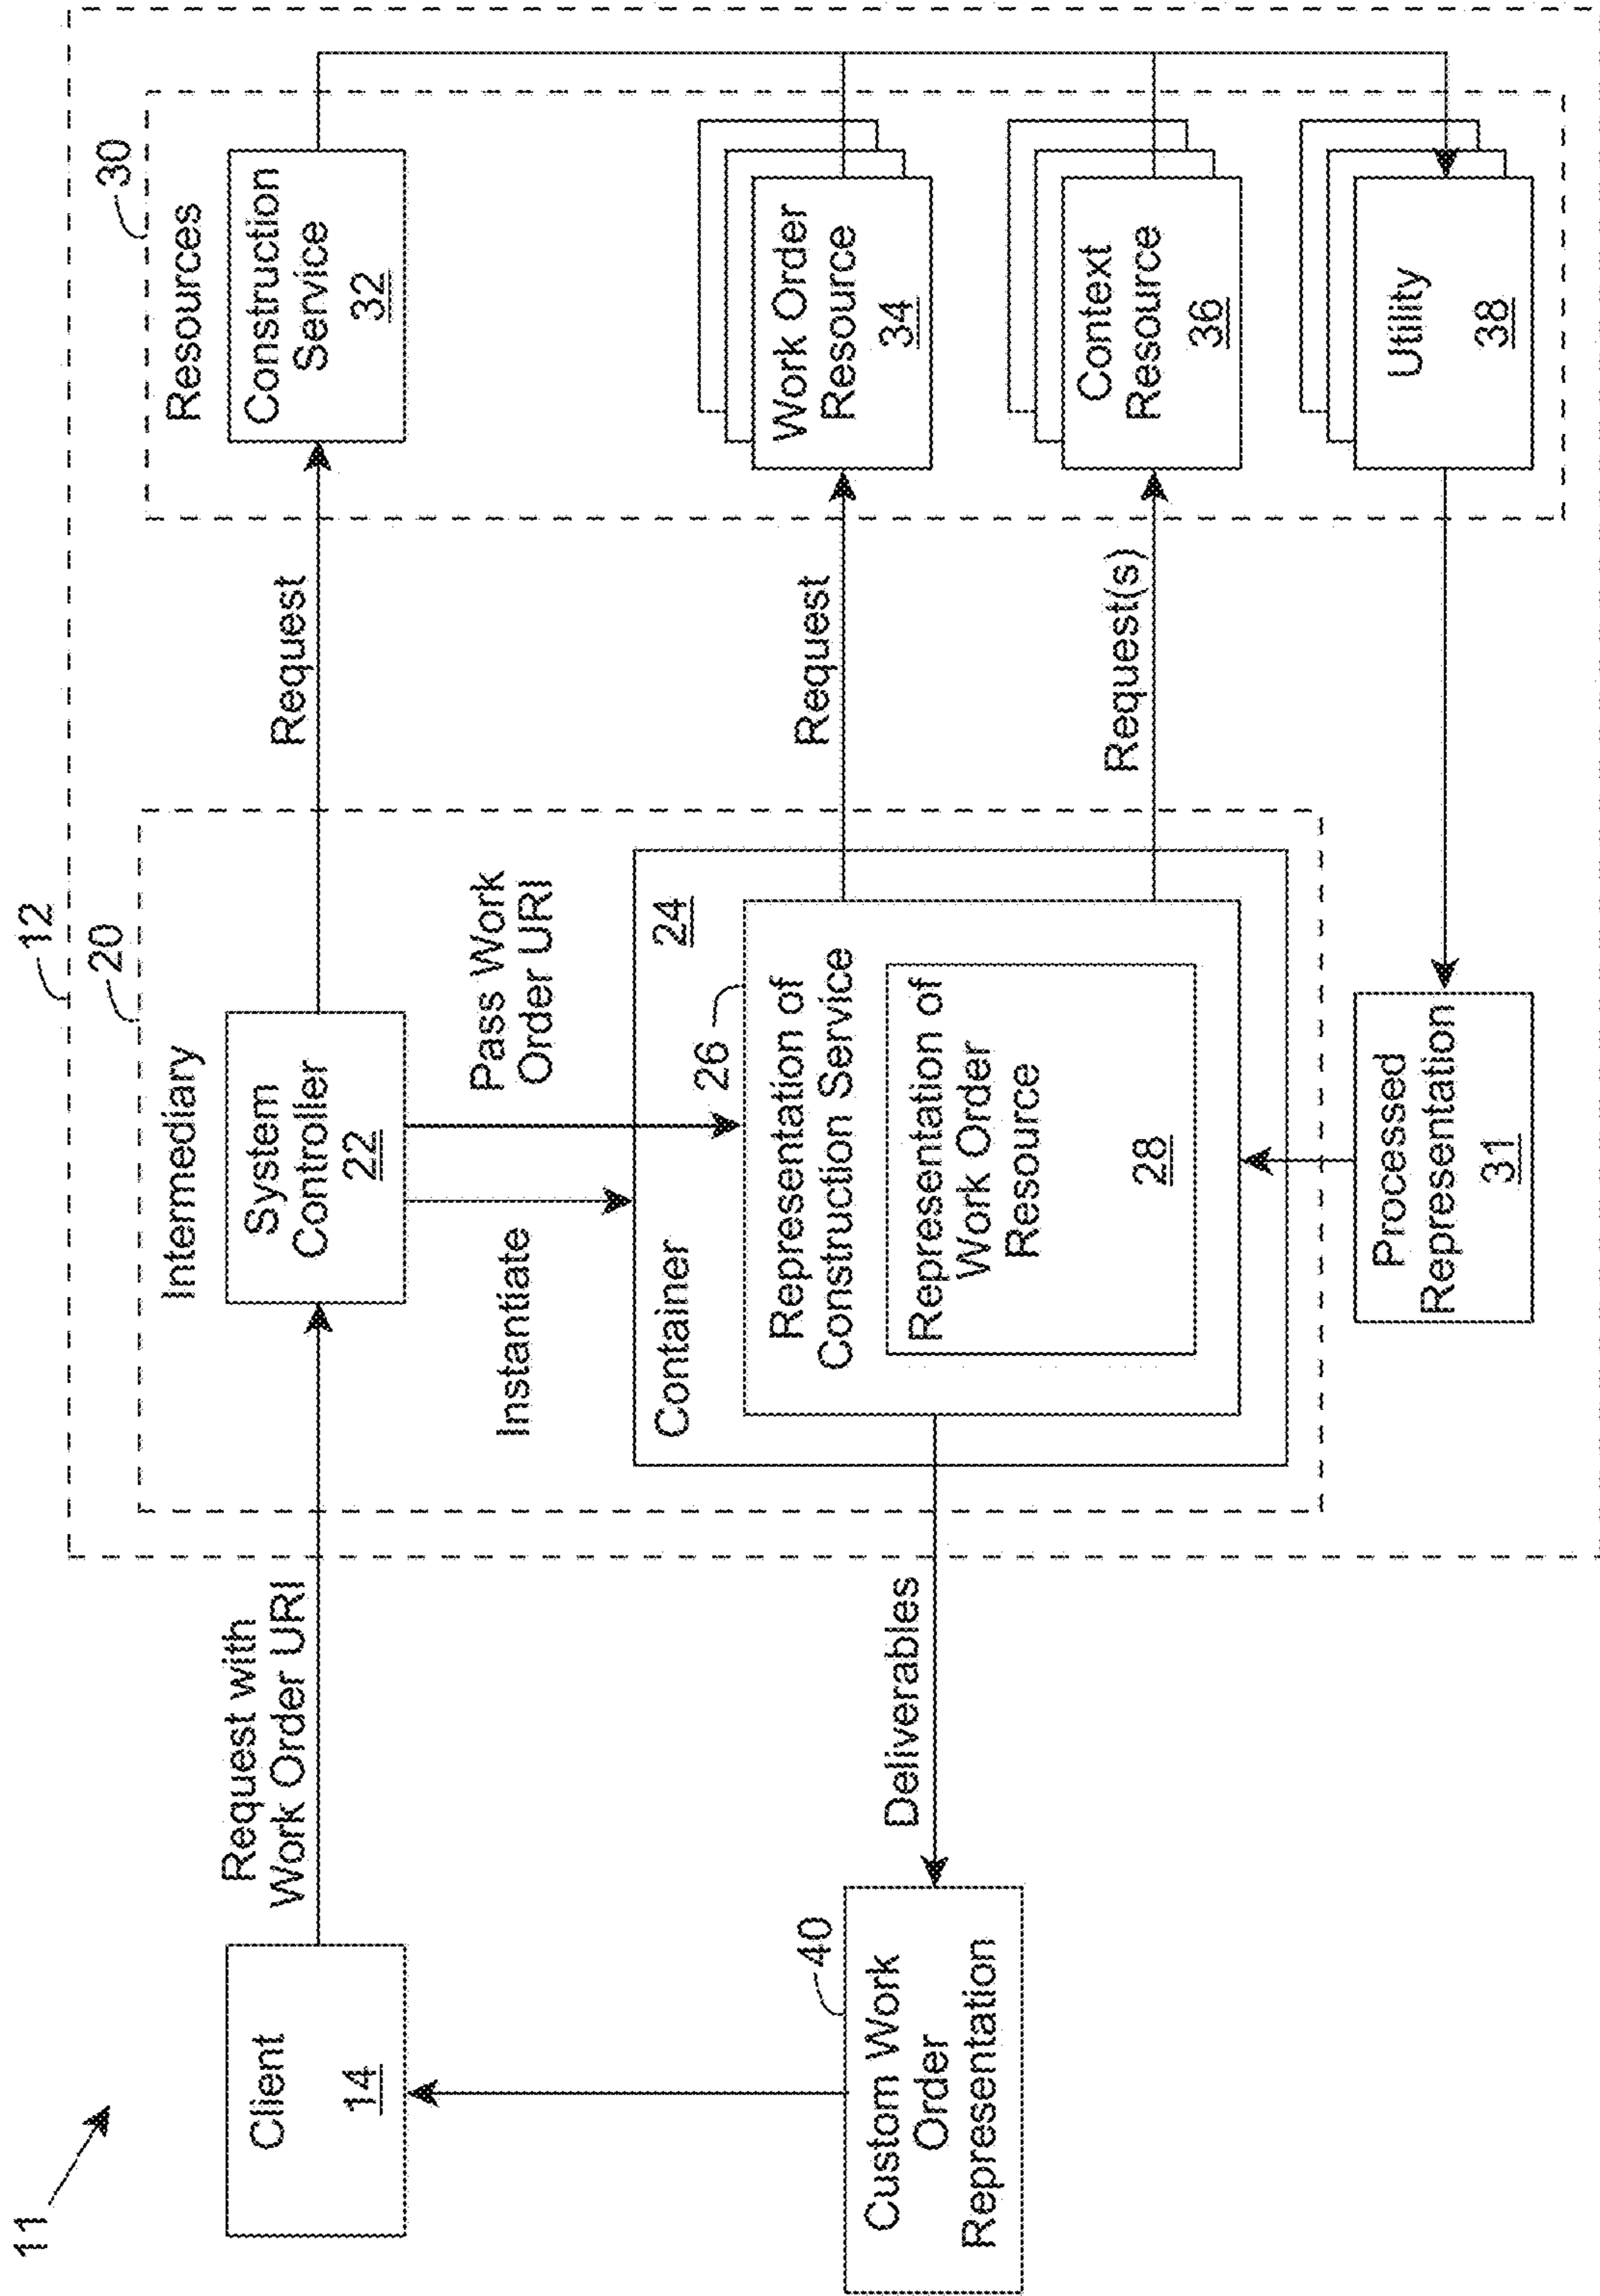 11
12
20
30
Client
14
Request with
Work Order URI
Intermediary
System
Controller
22
Request
Resources
Construction
Service
32
Instantiate
Pass Work
Order URI
Container
24
26
Representation of
Construction Service
Representation of
Work Order
Resource
28
Request
Work Order
Resource
34
Request(s)
Context
Resource
36
Utility
38
Processed
Representation
31
Deliverables
40
Custom Work
Order
Representation